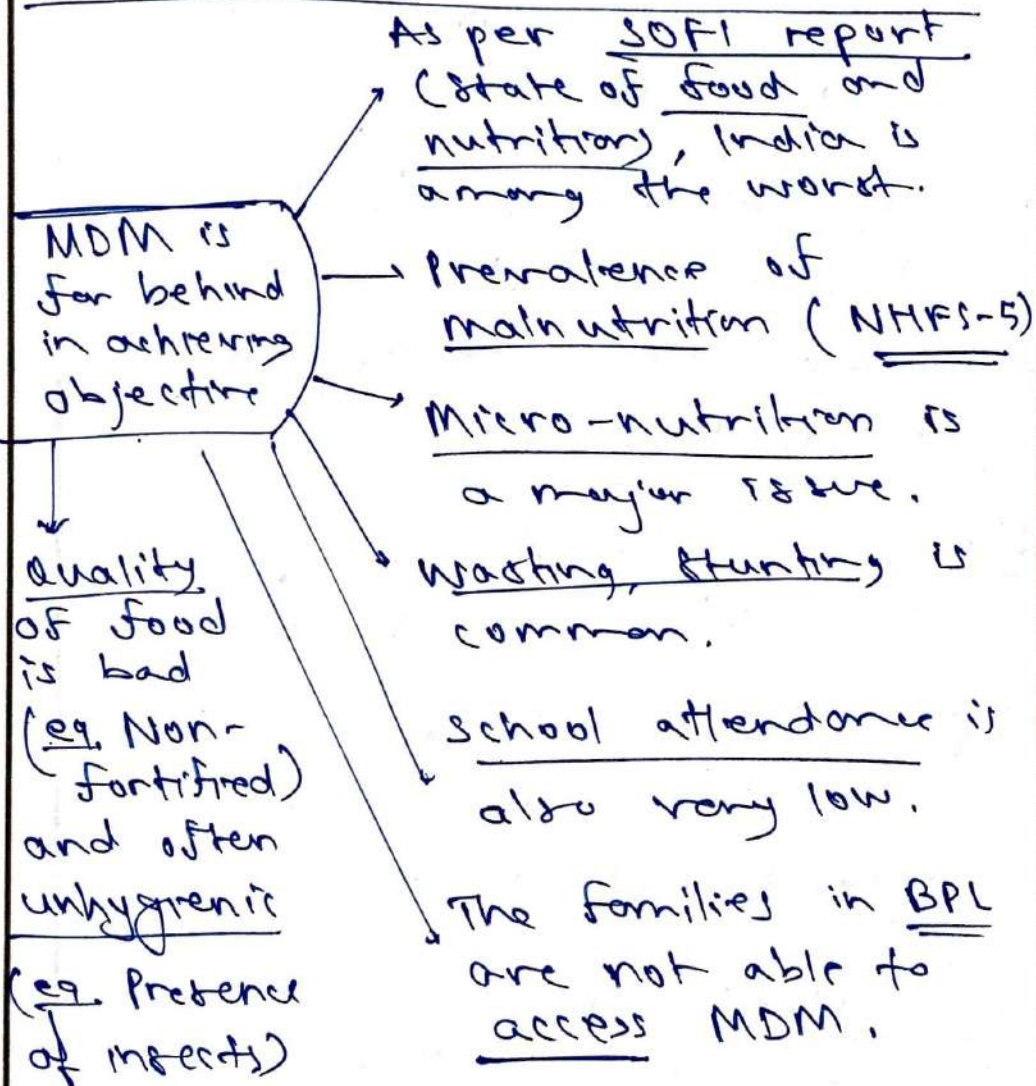 As per SOFI report
(State of food and
nutrition), India is
among the worst.
MDM is
far behind
in achieving
objective
Prevalence of
malnutrition (NHFS-5)
Micro-nutrition is
a major issue.
wasting, stunting is
common.
school attendance is
also very low.
The families in BPL
are not able to
access MDM.
Quality
of food
is bad
(eg. Non-
fortified)
and often
unhygienic
(eg. Presence
of insects)